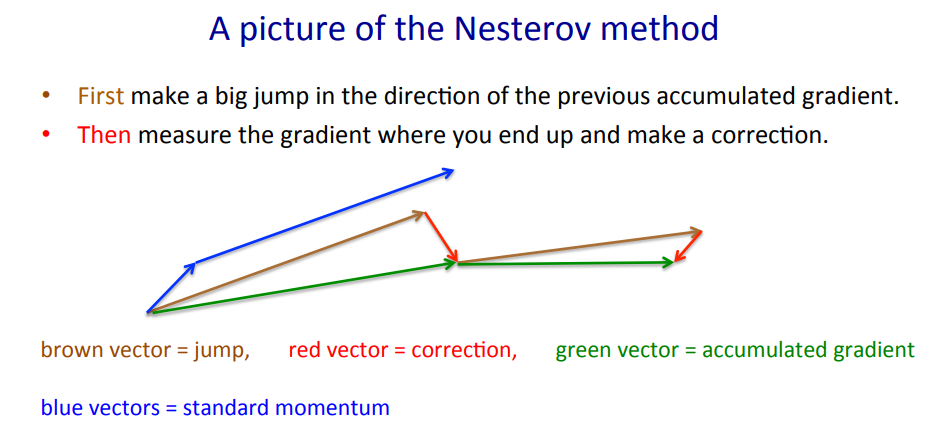 A picture of the Nesterov method
• First make a big jump in the direction of the previous accumulated gradient.
• Then measure the gradient where you end up and make a correction.
brown vector = jump, red vector = correction, green vector = accumulated gradient
blue vectors = standard momentum